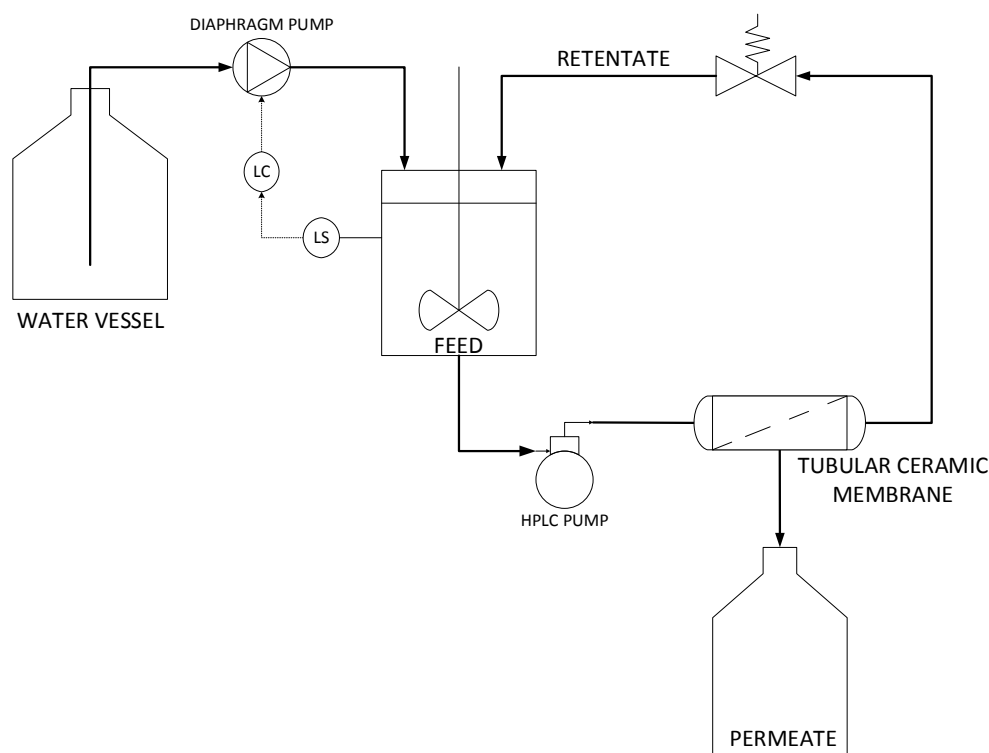 DIAPHRAGM PUMP
RETENTATE
LC
LS
WATER VESSEL
FEED
TUBULAR CERAMIC
MEMBRANE
HPLC PUMP
PERMEATE